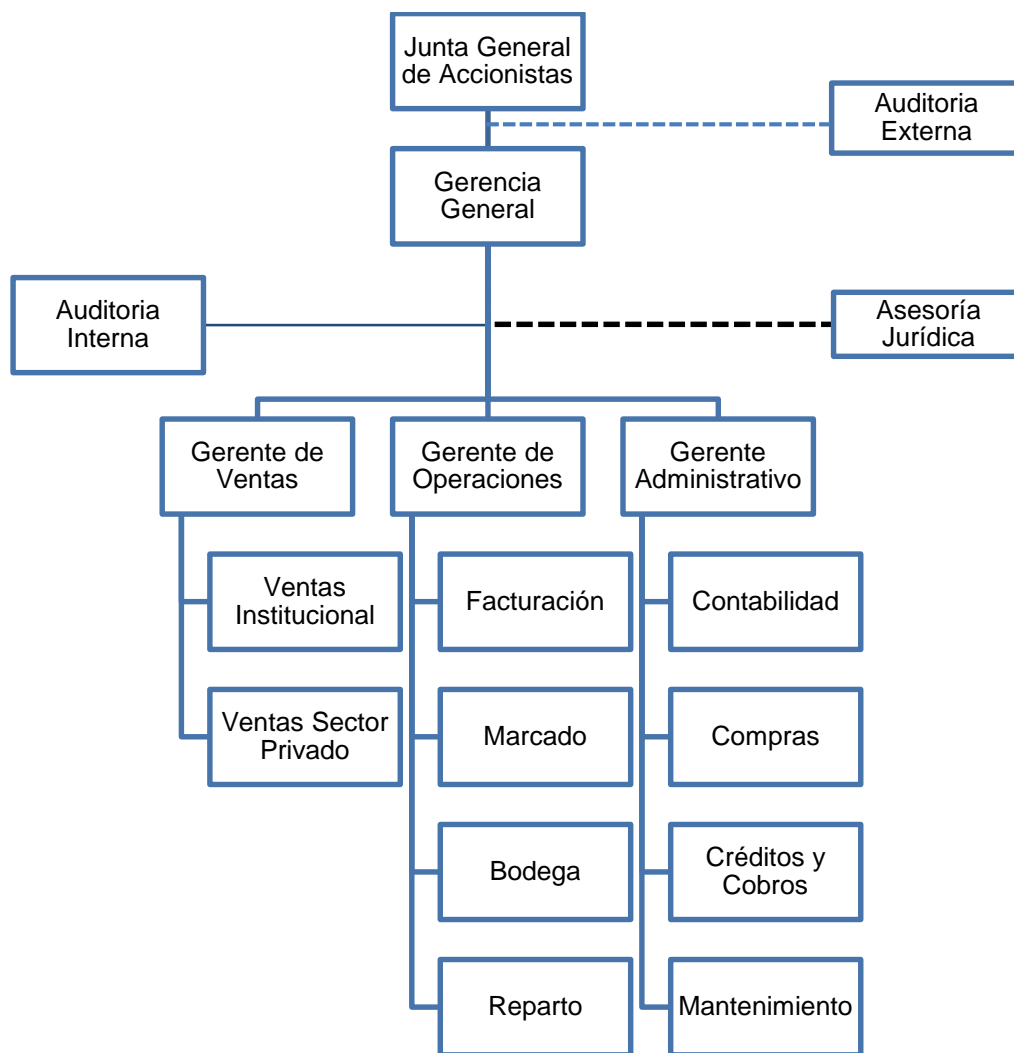 Junta General
de Accionistas
Auditoria
Externa
Gerencia
General
Auditoria
Interna
Asesoría
Jurídica
Gerente de
Ventas
Gerente de
Operaciones
Gerente
Administrativo
Ventas
Institucional
Facturación
Contabilidad
Ventas Sector
Privado
Marcado
Compras
Bodega
Créditos y
Cobros
Reparto
Mantenimiento